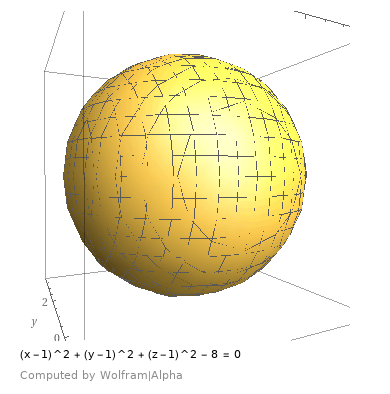 2
y
0
(x-1)^2 + (y-1)^2 + (z-1)^2 - 8 = 0
Computed by Wolfram|Alpha